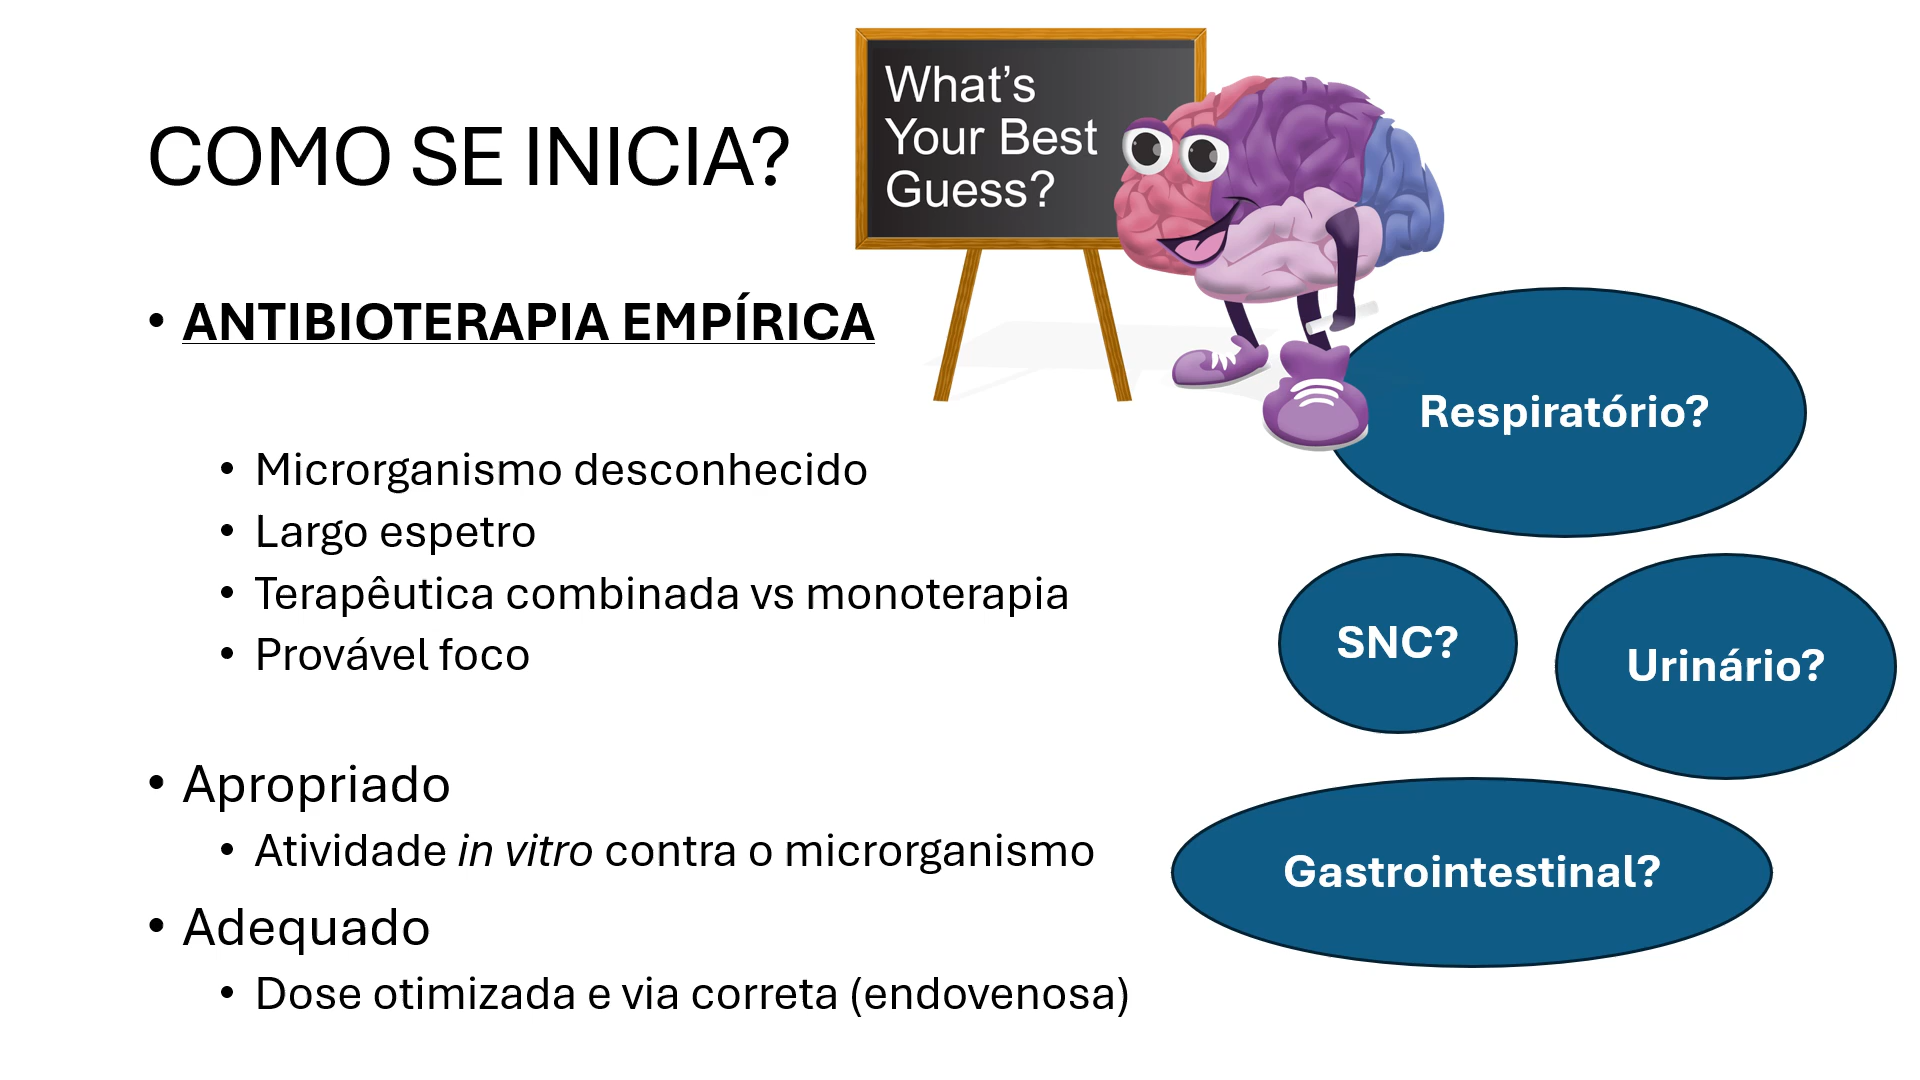 What's
Your Best
Guess?
COMO SE INICIA?
• ANTIBIOTERAPIA EMPÍRICA
• Microrganismo desconhecido
• Largo espetro
• Terapêutica combinada vs monoterapia
• Provável foco
• Apropriado
• Atividade in vitro contra o microrganismo
• Adequado
• Dose otimizada e via correta (endovenosa)
Respiratório?
SNC?
Urinário?
Gastrointestinal?